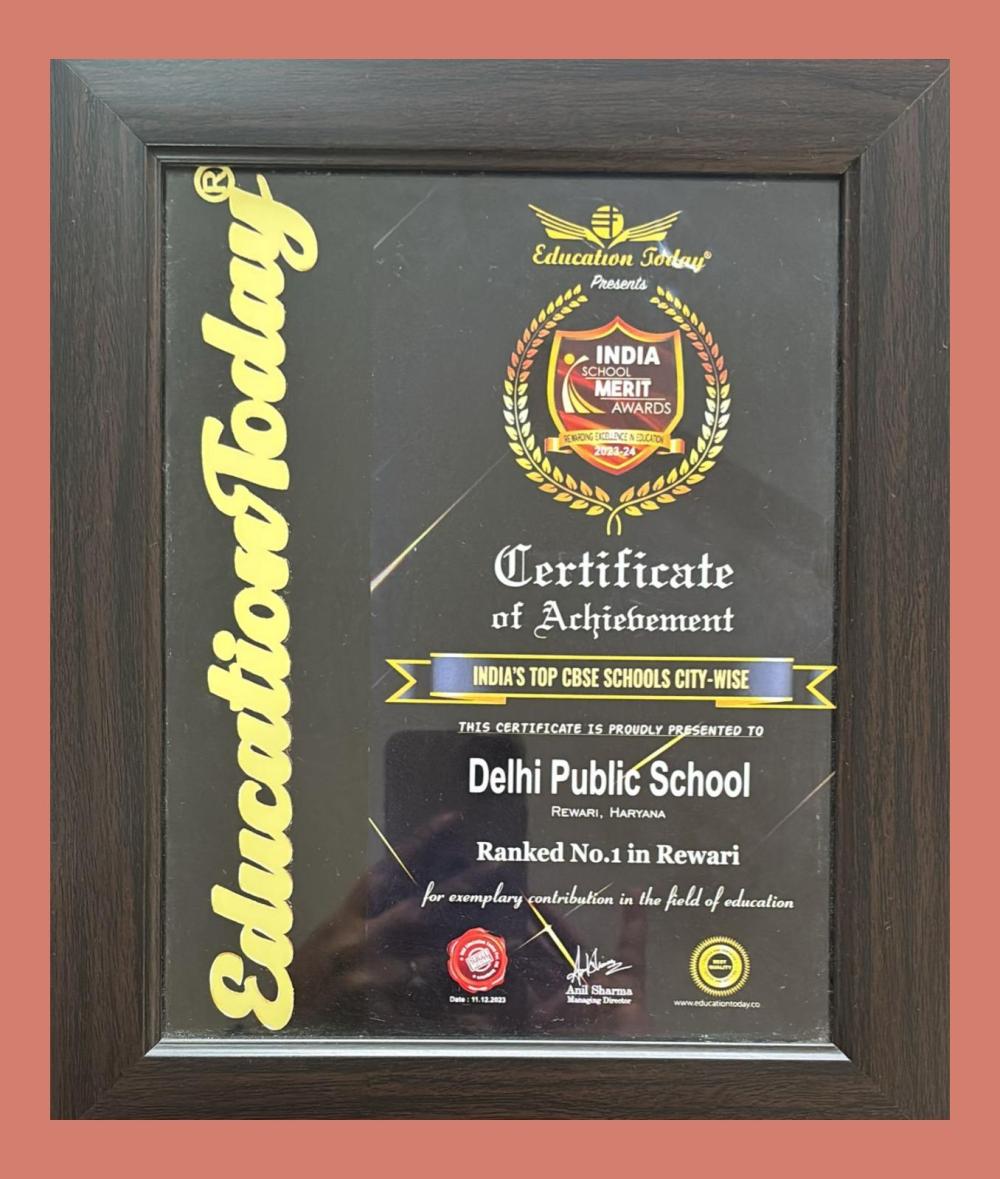 EducationToday®
Education Today®
Presents
INDIA
SCHOOL
MERIT
AWARDS
REWARDING EXCELLENCE IN EDUCATION
2023-24
Certificate
of Achievement
INDIA'S TOP CBSE SCHOOLS CITY-WISE
THIS CERTIFICATE IS PROUDLY PRESENTED TO
Delhi Public School
REWARI, HARYANA
Ranked No.1 in Rewari
for exemplary contribution in the field of education
BEST
QUALITY
Anil Sharma
Managing Director
Date : 11.12.2023
www.educationtoday.co